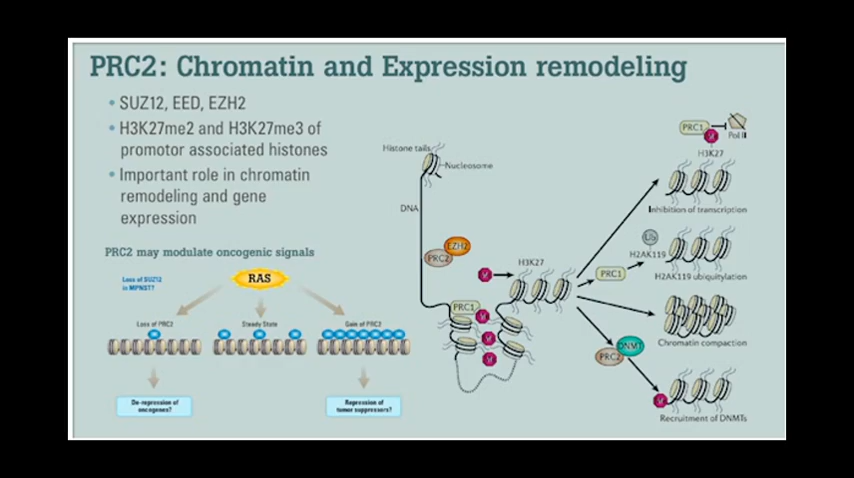 PRC2: Chromatin and Expression remodeling
• SUZ12, EED, EZH2
• H3K27me2 and H3K27me3 of
promotor associated histones
• Important role in chromatin
remodeling and gene
expression
PRC2 may modulate oncogenic signals
Loss of SUZ12
in MPNST?
RAS
Loss of PRC2
Steady State
Gain of PRC2
De-repression of
oncogenes?
Repression of
tumor suppressors?
Histone tails
Nucleosome
DNA
EZH2
PRC2
PRC1
H3K27
PRC1
Pol II
H3K27
Inhibition of transcription
Ub
H2AK119
PRC1
H2AK119 ubiquitylation
Chromatin compaction
DNMT
PRC2
Recruitment of DNMTs